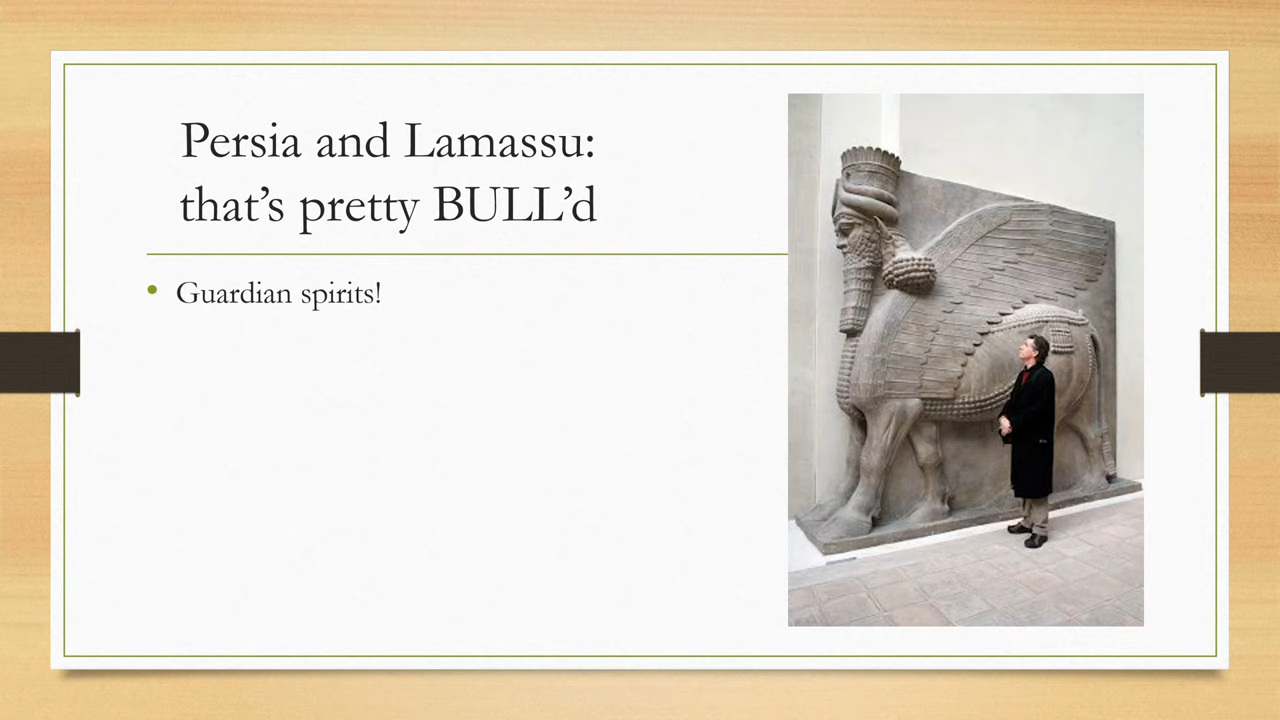 Persia and Lamassu:
that’s pretty BULL’d
• Guardian spirits!